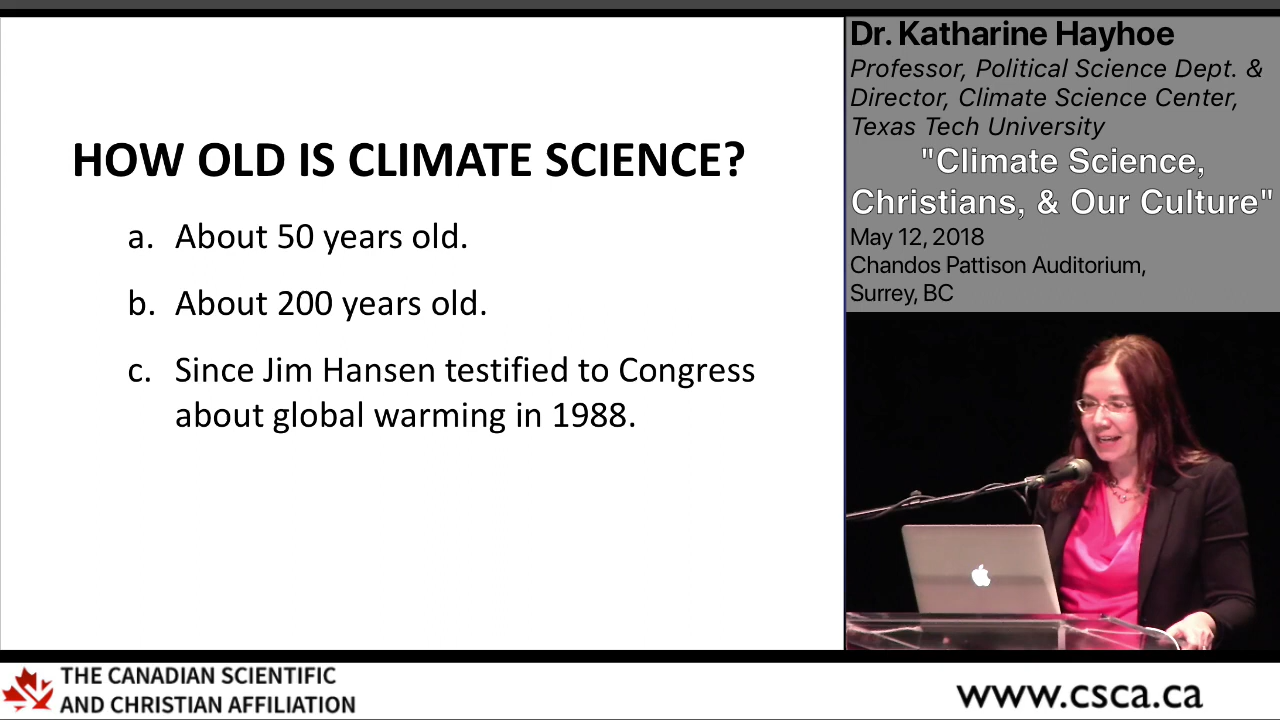 HOW OLD IS CLIMATE SCIENCE?
a. About 50 years old.
b. About 200 years old.
c. Since Jim Hansen testified to Congress
about global warming in 1988.
Dr. Katharine Hayhoe
Professor, Political Science Dept. &
Director, Climate Science Center,
Texas Tech University
"Climate Science,
Christians, & Our Culture"
May 12, 2018
Chandos Pattison Auditorium,
Surrey, BC
THE CANADIAN SCIENTIFIC
AND CHRISTIAN AFFILIATION
www.csca.ca